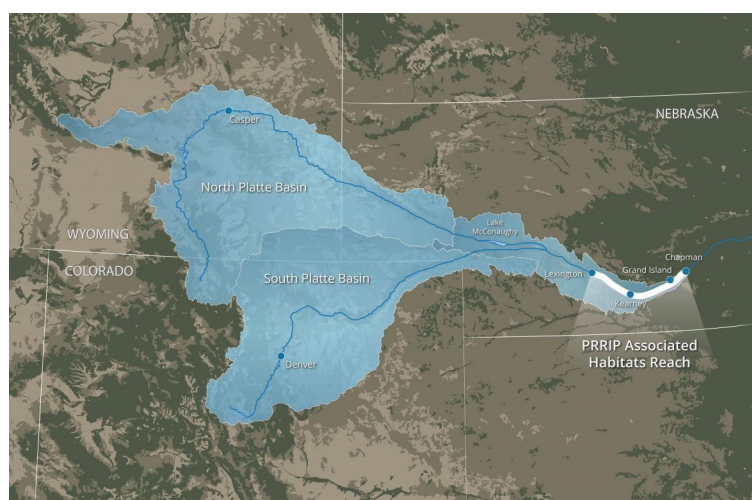 NEBRASKA
Casper
North Platte Basin
Lake
McConaughy
WYOMING
COLORADO
South Platte Basin
Chapman
Grand Island
Lexington
Kearney
PRRIP Associated
Habitats Reach
Denver